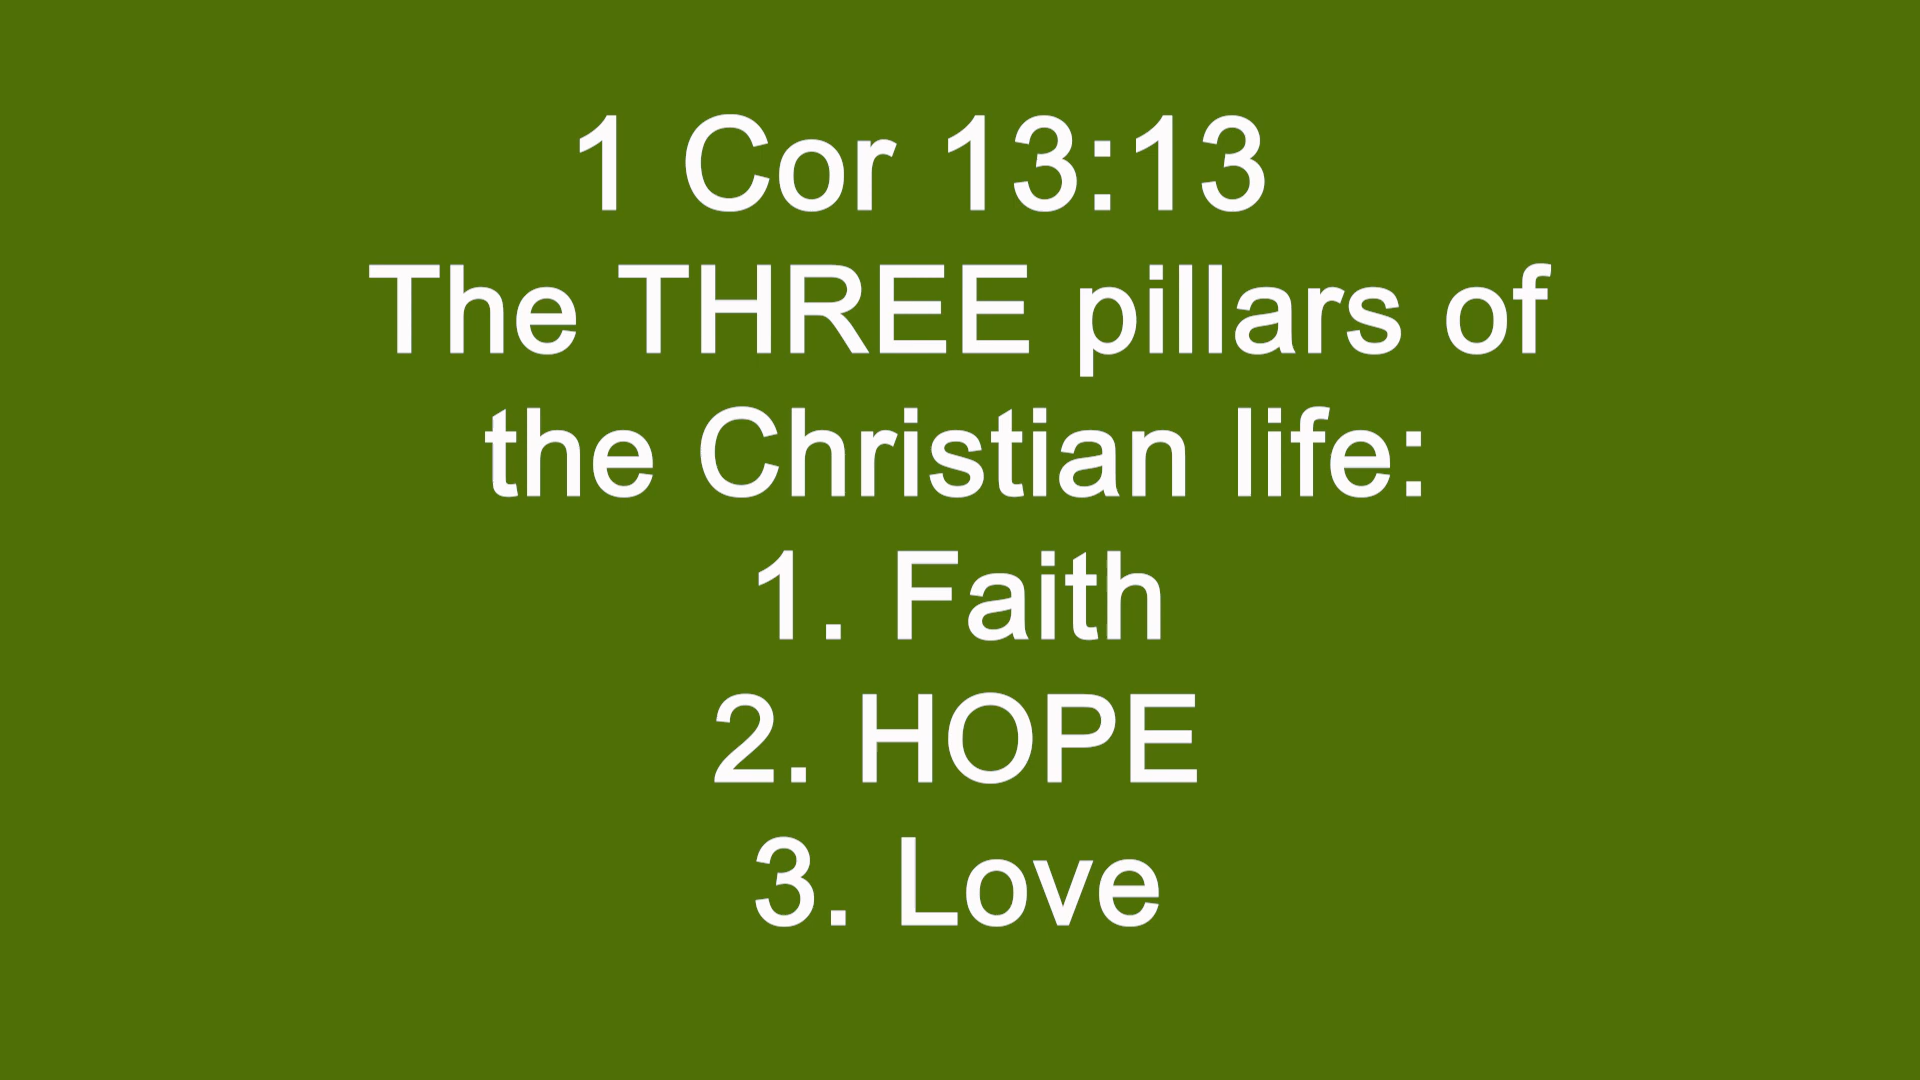 1 Cor 13:13
The THREE pillars of
the Christian life:
1. Faith
2. HOPE
3. Love